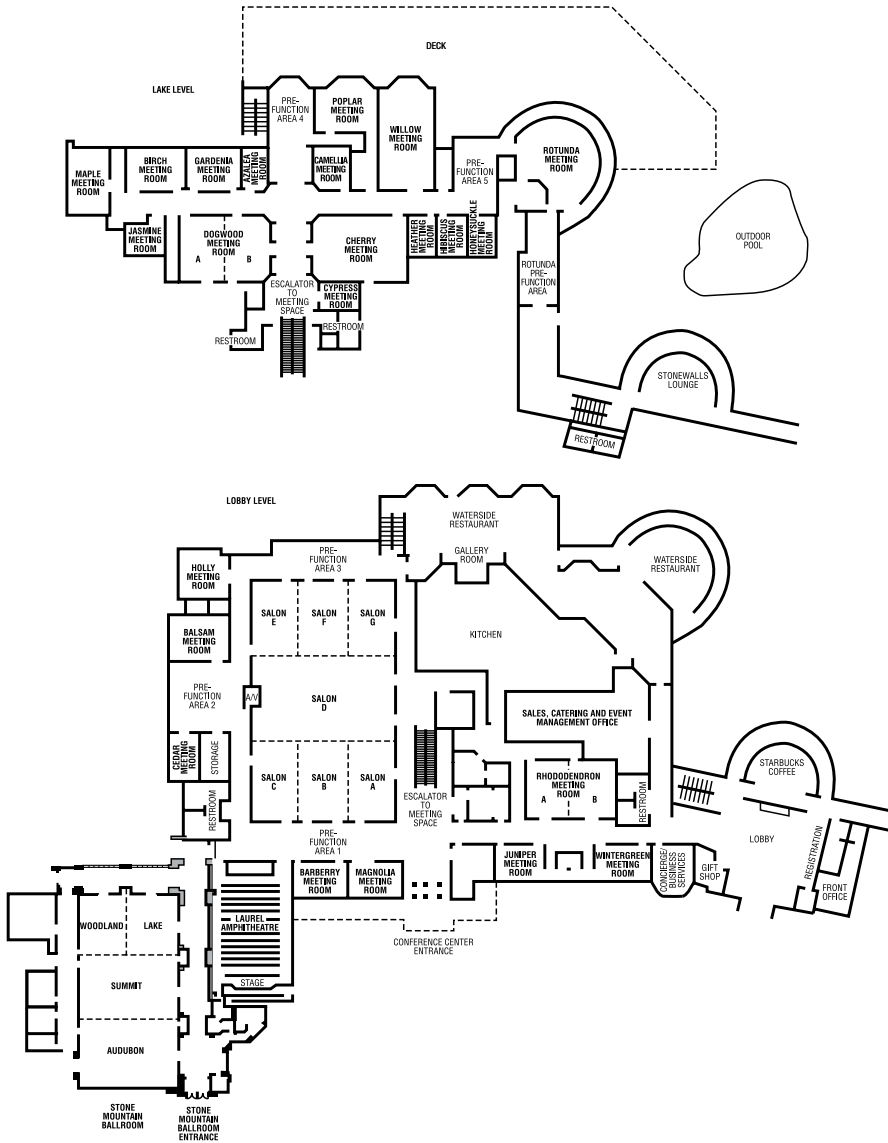 DECK
LAKE LEVEL
PRE-
FUNCTION
AREA 4
POPLAR
MEETING
ROOM
WILLOW
MEETING
ROOM
BIRCH
MEETING
ROOM
GARDENIA
MEETING
ROOM
AZALEA
MEETING
ROOM
CAMELLIA
MEETING
ROOM
PRE-
FUNCTION
AREA 5
ROTUNDA
MEETING
ROOM
MAPLE
MEETING
ROOM
JASMINE
MEETING
ROOM
DOGWOOD
MEETING
ROOM
A
B
CHERRY
MEETING
ROOM
HEATHER
MEETING
ROOM
HIBISCUS
MEETING
ROOM
HONEYSUCKLE
MEETING
ROOM
OUTDOOR
POOL
ROTUNDA
PRE-
FUNCTION
AREA
ESCALATOR
TO
MEETING
SPACE
CYPRESS
MEETING
ROOM
RESTROOM
RESTROOM
STONEWALLS
LOUNGE
RESTROOM
LOBBY LEVEL
WATERSIDE
RESTAURANT
GALLERY
ROOM
WATERSIDE
RESTAURANT
PRE-
FUNCTION
AREA 3
HOLLY
MEETING
ROOM
SALON
E
SALON
F
SALON
G
BALSAM
MEETING
ROOM
KITCHEN
PRE-
FUNCTION
AREA 2
A/V
SALON
D
SALES, CATERING AND EVENT
MANAGEMENT OFFICE
CEDAR
MEETING
ROOM
STORAGE
SALON
C
SALON
B
SALON
A
ESCALATOR
TO
MEETING
SPACE
RHODODENDRON
MEETING
ROOM
A
B
RESTROOM
STARBUCKS
COFFEE
RESTROOM
PRE-
FUNCTION
AREA 1
LOBBY
REGISTRATION
BARBERRY
MEETING
ROOM
MAGNOLIA
MEETING
ROOM
JUNIPER
MEETING
ROOM
WINTERGREEN
MEETING
ROOM
CONCIERGE/
BUSINESS
SERVICES
GIFT
SHOP
FRONT
OFFICE
WOODLAND
LAKE
LAUREL
AMPHITHEATRE
CONFERENCE CENTER
ENTRANCE
SUMMIT
STAGE
AUDUBON
STONE
MOUNTAIN
BALLROOM
STONE
MOUNTAIN
BALLROOM
ENTRANCE